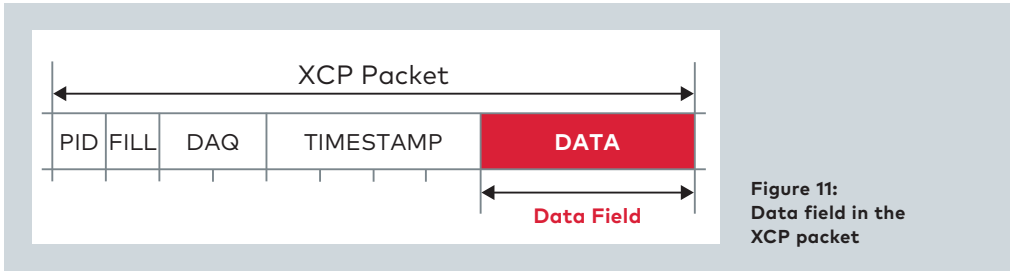 XCP Packet
PID FILL DAQ TIMESTAMP DATA
Data Field
Figure 11:
Data field in the
XCP packet